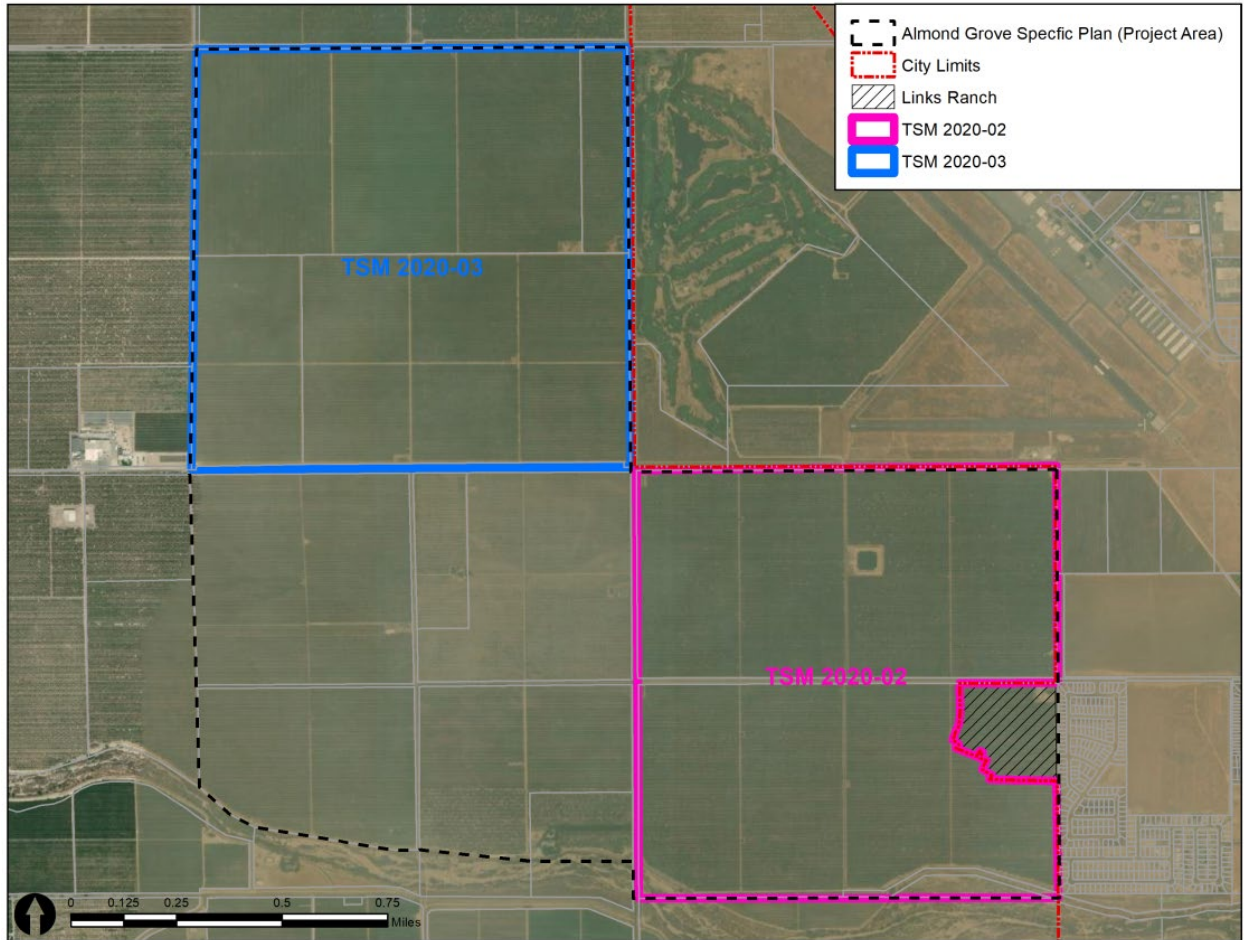 Almond Grove Specfic Plan (Project Area)
City Limits
Links Ranch
TSM 2020-02
TSM 2020-03
TSM 2020-03
TSM 2020-02
0 0.125 0.25 0.5 0.75
Miles